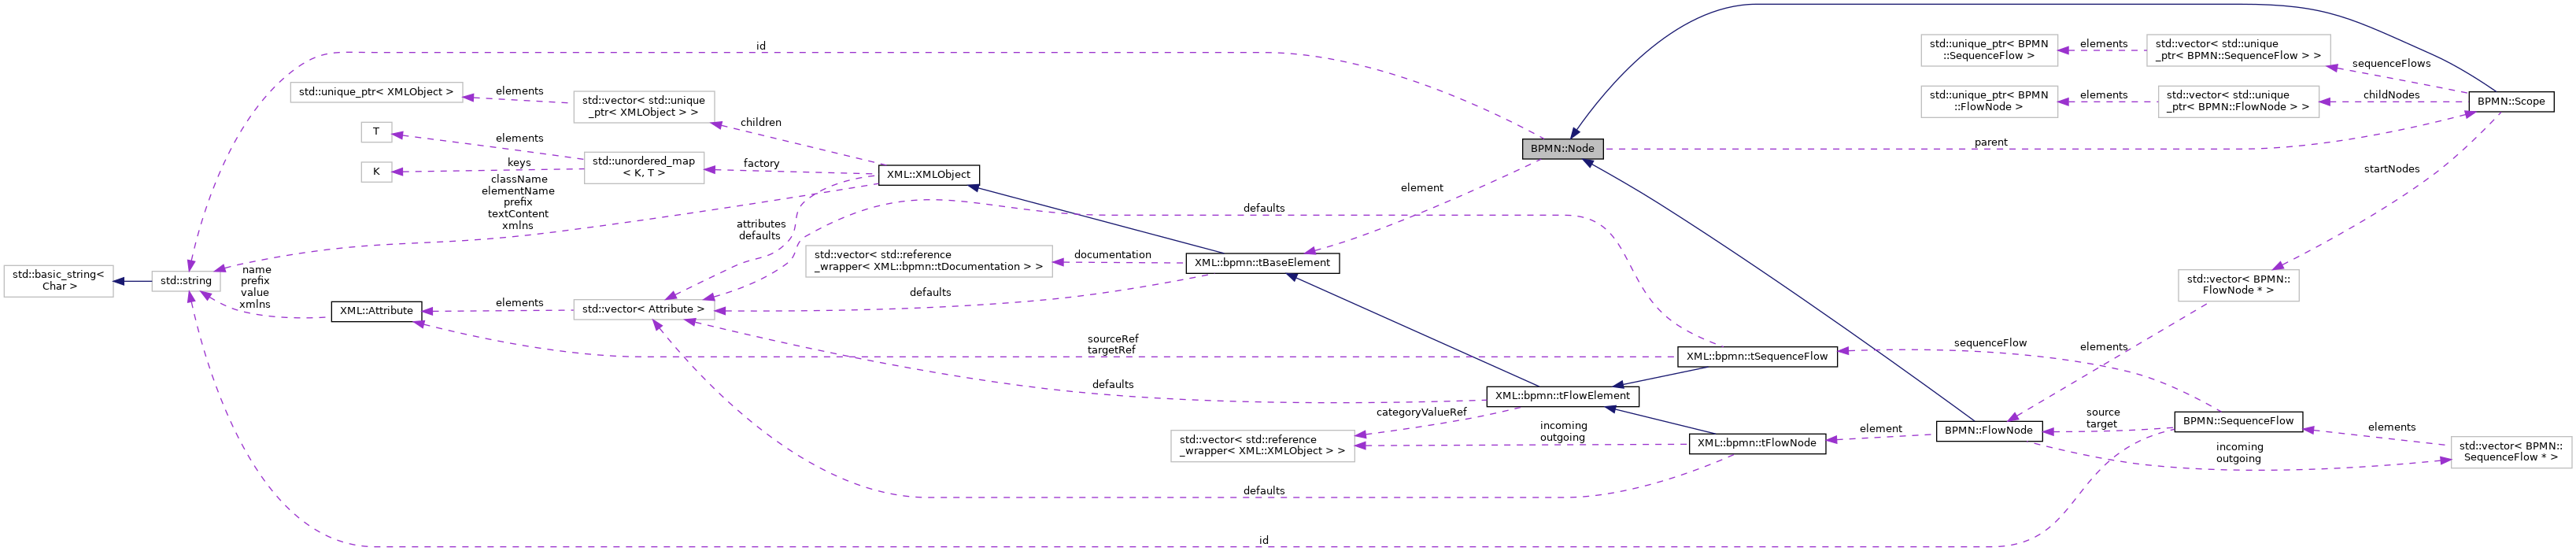 id
std::unique_ptr< BPMN
::SequenceFlow >
elements
std::vector< std::unique
_ptr< BPMN::SequenceFlow > >
sequenceFlows
std::unique_ptr< XMLObject >
elements
std::vector< std::unique
_ptr< XMLObject > >
children
std::unique_ptr< BPMN
::FlowNode >
elements
std::vector< std::unique
_ptr< BPMN::FlowNode > >
childNodes
BPMN::Scope
T
elements
K
keys
std::unordered_map
< K, T >
factory
XML::XMLObject
BPMN::Node
parent
startNodes
className
elementName
prefix
textContent
xmlns
attributes
defaults
defaults
element
std::vector< std::reference
_wrapper< XML::bpmn::tDocumentation > >
documentation
XML::bpmn::tBaseElement
std::basic_string<
Char >
std::string
name
prefix
value
xmlns
XML::Attribute
elements
std::vector< Attribute >
defaults
std::vector< BPMN::
FlowNode * >
sourceRef
targetRef
XML::bpmn::tSequenceFlow
sequenceFlow
elements
defaults
XML::bpmn::tFlowElement
categoryValueRef
std::vector< std::reference
_wrapper< XML::XMLObject > >
incoming
outgoing
XML::bpmn::tFlowNode
element
BPMN::FlowNode
source
target
BPMN::SequenceFlow
elements
std::vector< BPMN::
SequenceFlow * >
incoming
outgoing
defaults
id